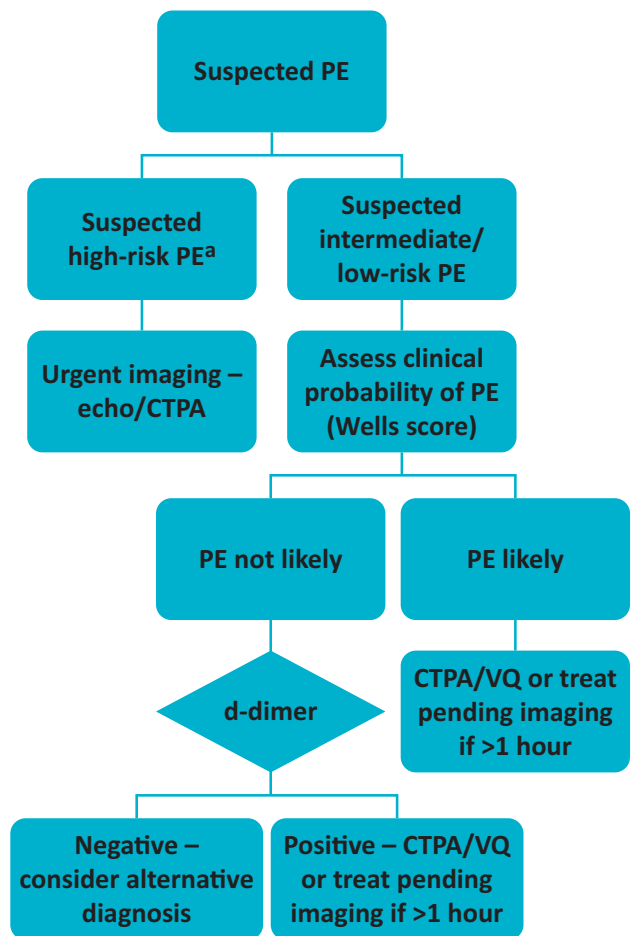 Suspected PE
Suspected
high-risk PEᵃ
Suspected
intermediate/
low-risk PE
Urgent imaging –
echo/CTPA
Assess clinical
probability of PE
(Wells score)
PE not likely
PE likely
d-dimer
CTPA/VQ or treat
pending imaging
if >1 hour
Negative –
consider alternative
diagnosis
Positive – CTPA/VQ
or treat pending
imaging if >1 hour